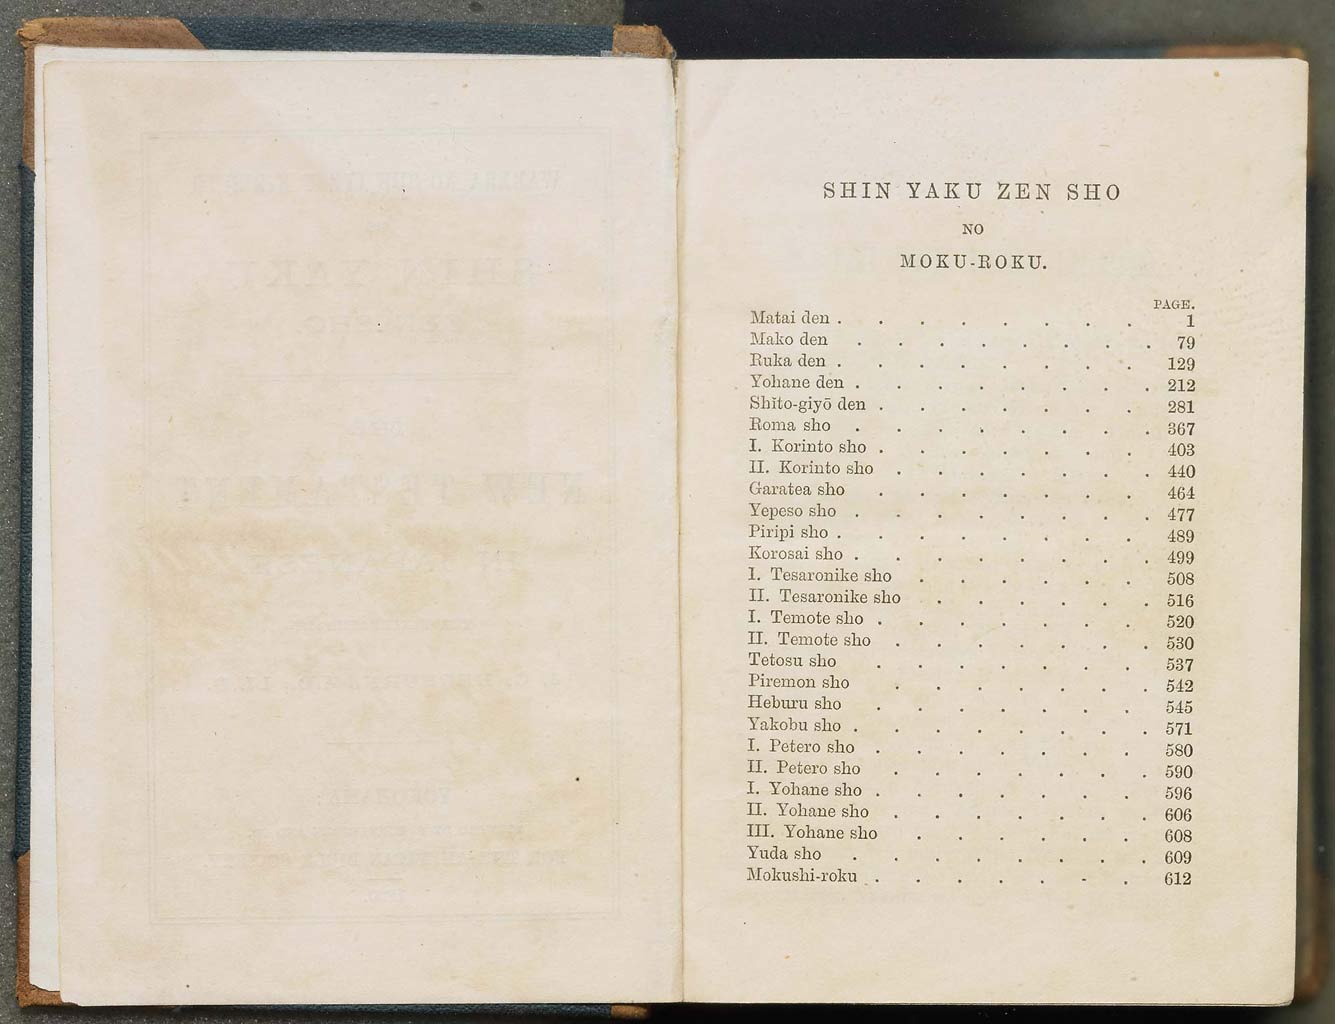 SHIN YAKU ZEN SHO
NO
MOKU-ROKU.
PAGE.
Matai den . . . . . . . . 1
Mako den . . . . . . . . 79
Ruka den . . . . . . . . 129
Yohane den . . . . . . . . 212
Shĭto-giyō den . . . . . . . 281
Roma sho . . . . . . . . 367
I. Korinto sho . . . . . . . 403
II. Korinto sho . . . . . . . 440
Garatea sho . . . . . . . 464
Yepeso sho . . . . . . . . 477
Piripi sho . . . . . . . . 489
Korosai sho . . . . . . . . 499
I. Tesaronike sho . . . . . . 508
II. Tesaronike sho . . . . . . 516
I. Temote sho . . . . . . . 520
II. Temote sho . . . . . . . 530
Tetosu sho . . . . . . . 537
Piremon sho . . . . . . . 542
Heburu sho . . . . . . . 545
Yakobu sho . . . . . . . . 571
I. Petero sho . . . . . . . 580
II. Petero sho . . . . . . . 590
I. Yohane sho . . . . . . . 596
II. Yohane sho . . . . . . . 606
III. Yohane sho . . . . . . 608
Yuda sho . . . . . . . . 609
Mokushi-roku . . . . . - . 612